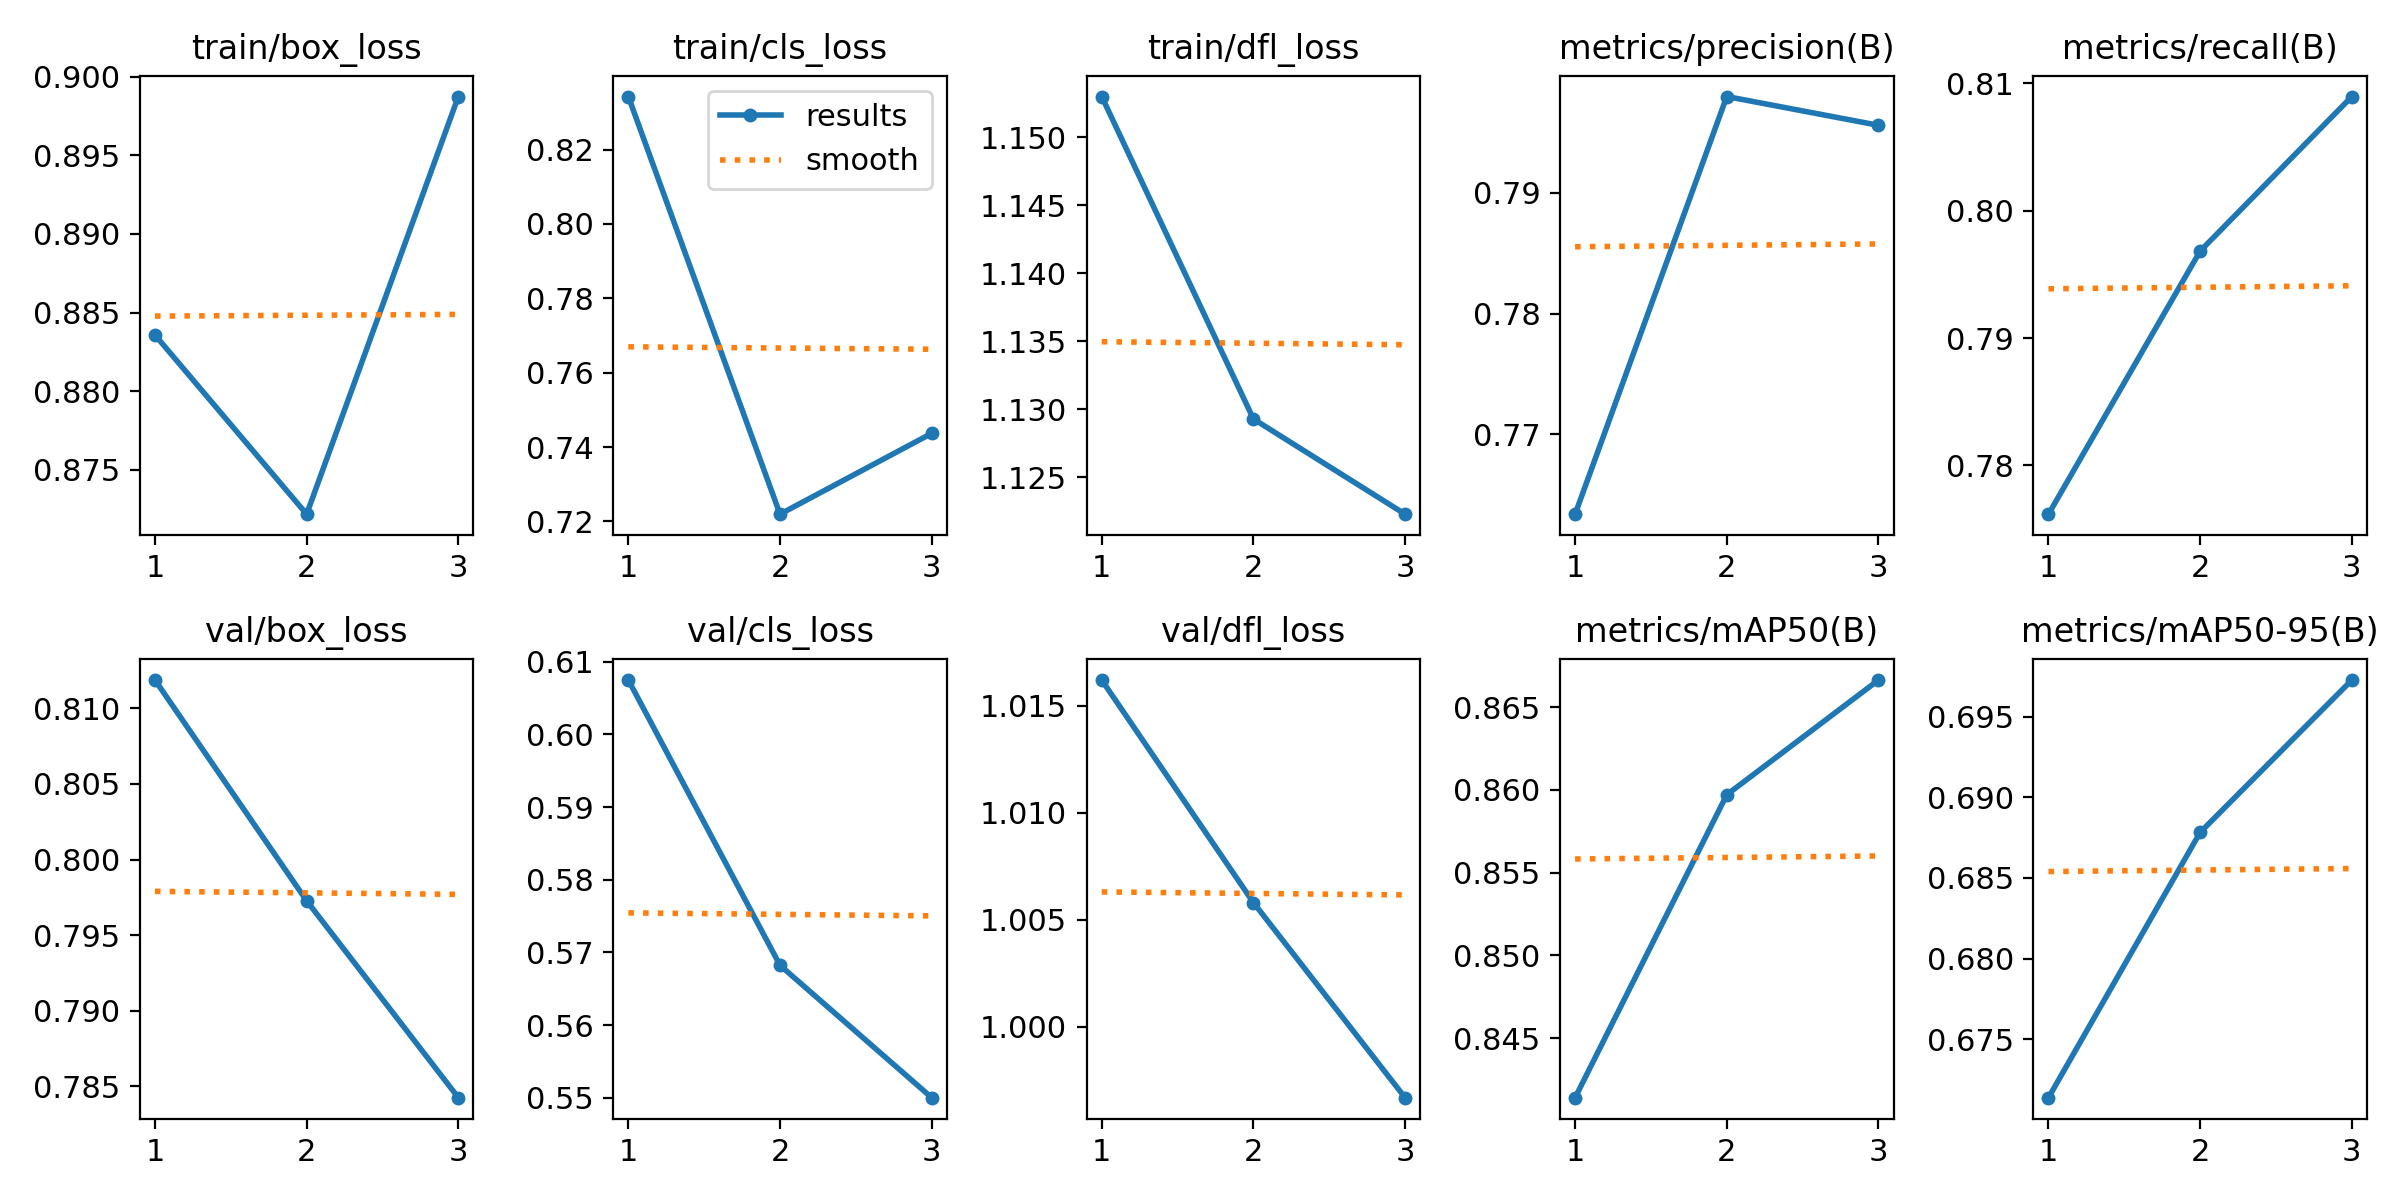 train/box_loss
0.900
0.895
0.890
0.885
0.880
0.875
1 2 3
train/cls_loss
results
smooth
0.82
0.80
0.78
0.76
0.74
0.72
1 2 3
train/dfl_loss
1.150
1.145
1.140
1.135
1.130
1.125
1 2 3
metrics/precision(B)
0.79
0.78
0.77
1 2 3
metrics/recall(B)
0.81
0.80
0.79
0.78
1 2 3
val/box_loss
0.810
0.805
0.800
0.795
0.790
0.785
1 2 3
val/cls_loss
0.61
0.60
0.59
0.58
0.57
0.56
0.55
1 2 3
val/dfl_loss
1.015
1.010
1.005
1.000
1 2 3
metrics/mAP50(B)
0.865
0.860
0.855
0.850
0.845
1 2 3
metrics/mAP50-95(B)
0.695
0.690
0.685
0.680
0.675
1 2 3